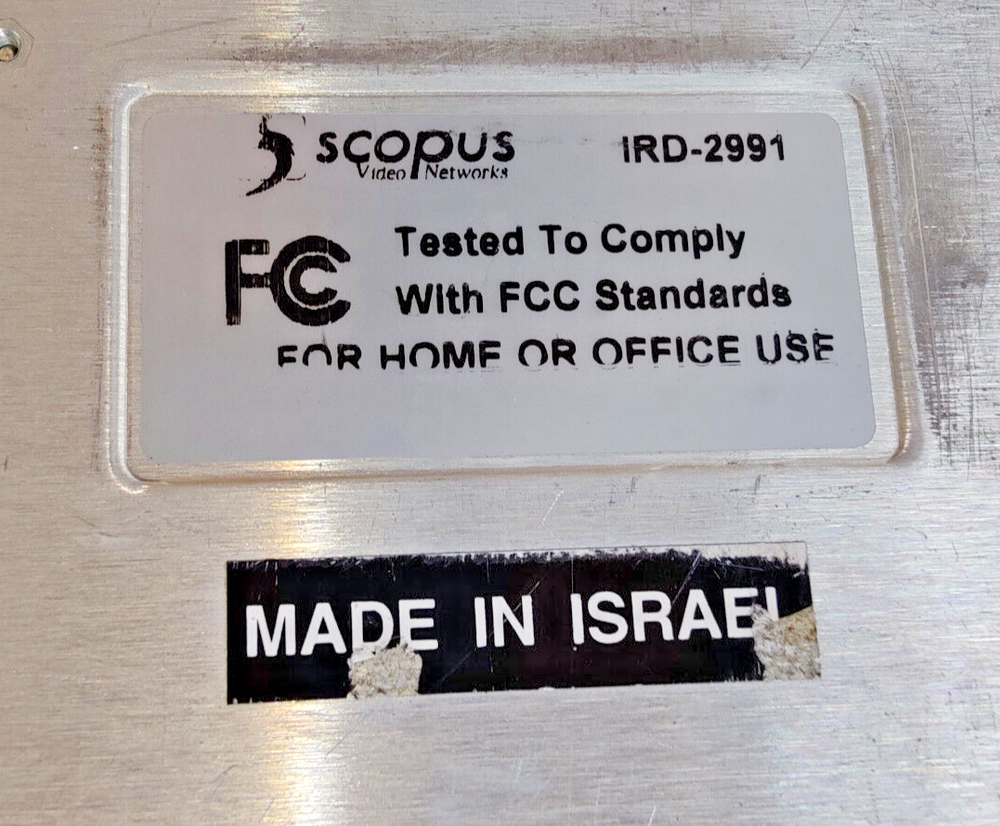 scopus IRD-2991
Video Networks
FC Tested To Comply
With FCC Standards
FOR HOME OR OFFICE USE
MADE IN ISRAEL